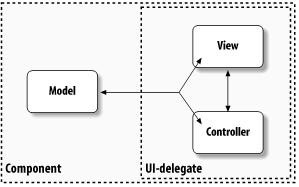 View
Model
Controller
Component
UI-delegate